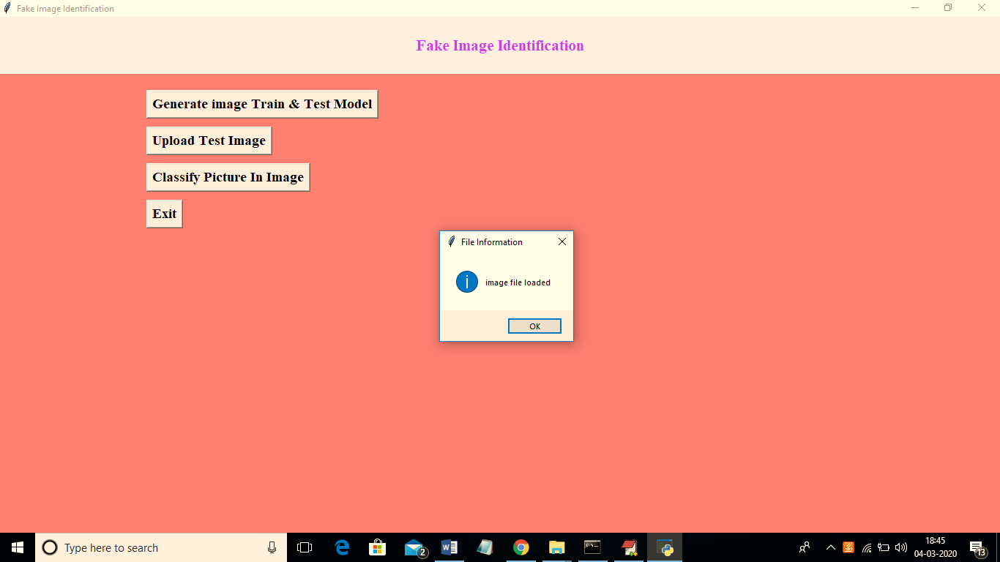 Fake Image Identification
Fake Image Identification
Generate image Train & Test Model
Upload Test Image
Classify Picture In Image
Exit
File Information
i
image file loaded
OK
Type here to search
2
W
18:45
04-03-2020
13